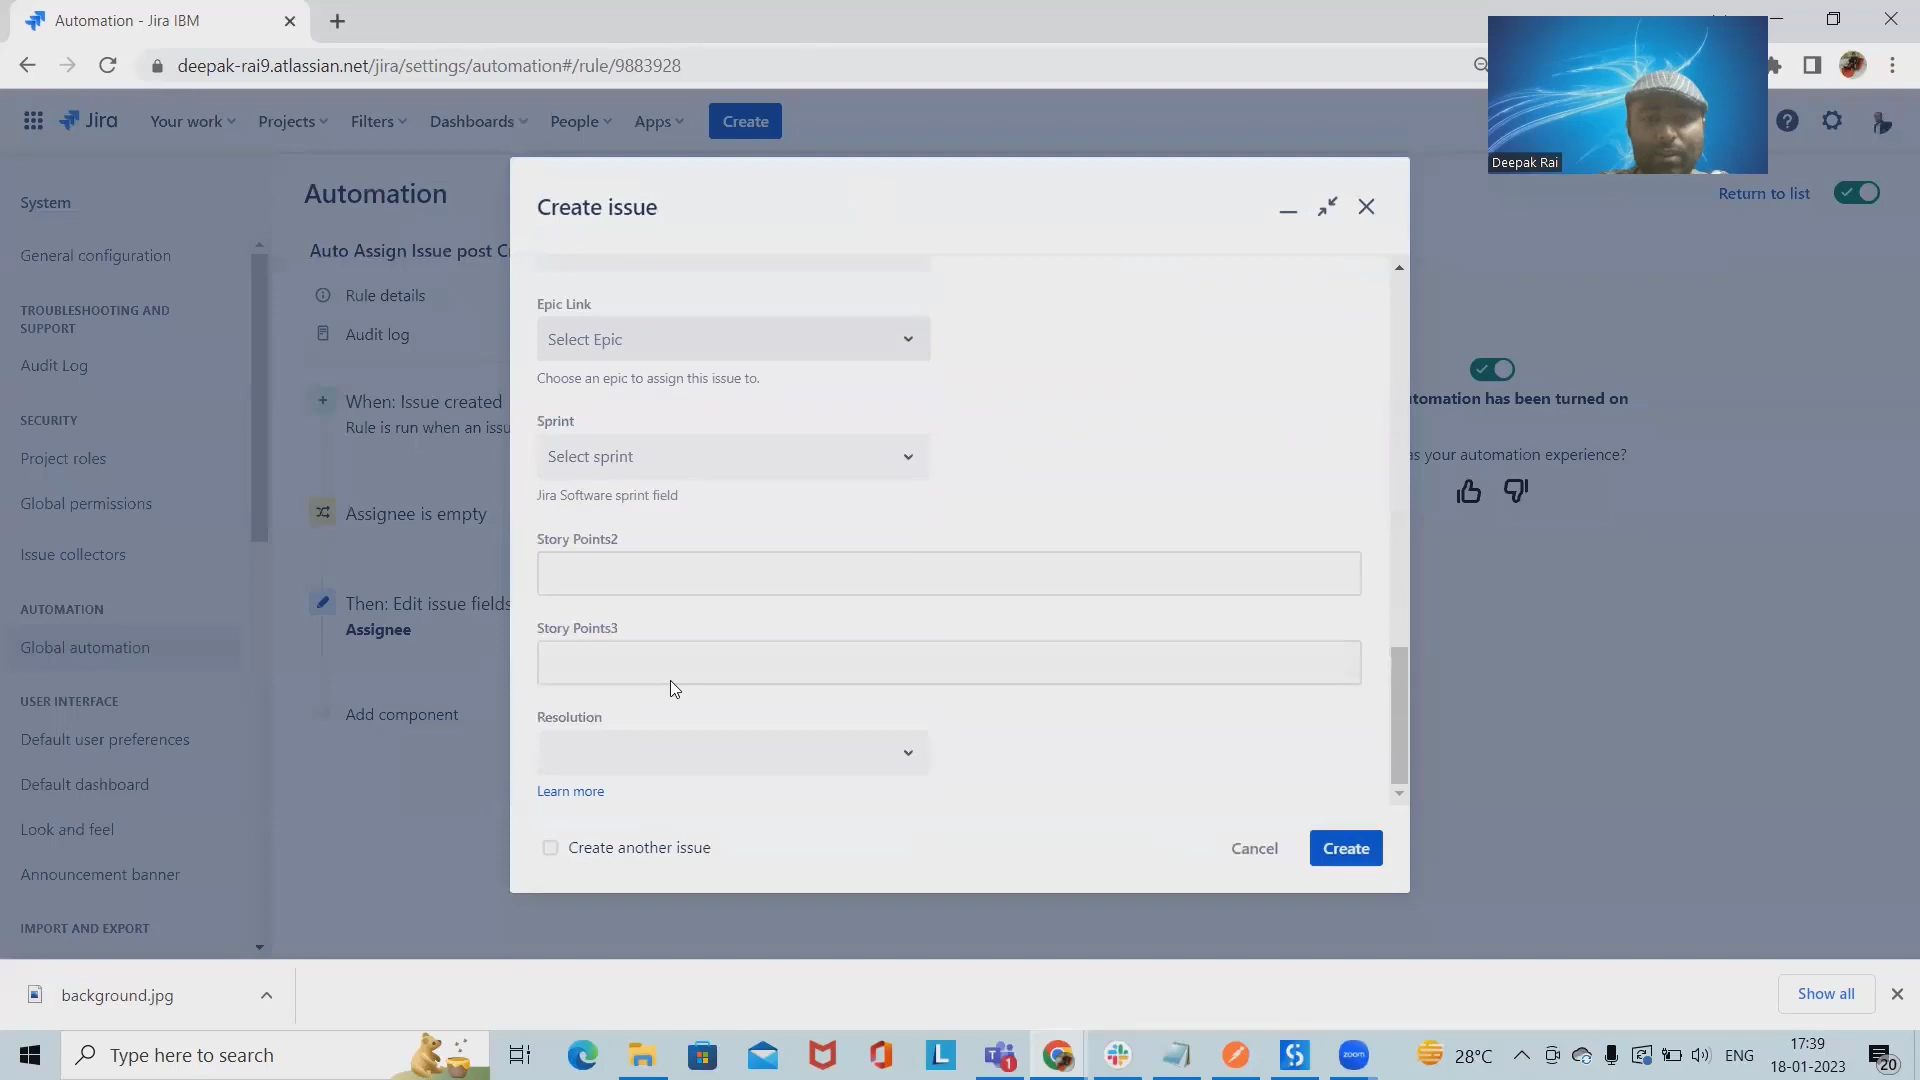 Automation - Jira IBM
deepak-rai9.atlassian.net/jira/settings/automation#/rule/9883928
Deepak Rai
Jira
Your work
Projects
Filters
Dashboards
People
Apps
Create
System
General configuration
TROUBLESHOOTING AND
SUPPORT
Audit Log
SECURITY
Project roles
Global permissions
Issue collectors
AUTOMATION
Global automation
USER INTERFACE
Default user preferences
Default dashboard
Look and feel
Announcement banner
IMPORT AND EXPORT
Automation
Return to list
Auto Assign Issue post C
Rule details
Audit log
When: Issue created
Rule is run when an issu
Assignee is empty
Then: Edit issue fields
Assignee
Add component
Create issue
Epic Link
Select Epic
Choose an epic to assign this issue to.
Sprint
Select sprint
Jira Software sprint field
Story Points2
Story Points3
Resolution
Learn more
Create another issue
Cancel
Create
utomation has been turned on
as your automation experience?
background.jpg
Show all
Type here to search
L
1
zoom
28°C
ENG
17:39
18-01-2023
20